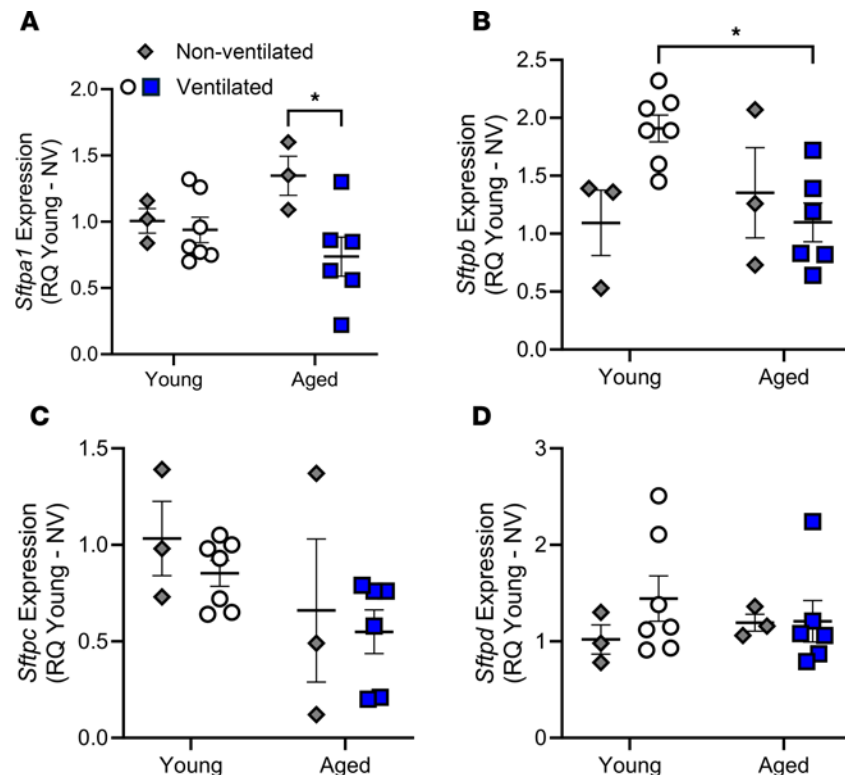 A
Non-ventilated
Ventilated
Sftpa1 Expression
(RQ Young - NV)
2.0
1.5
1.0
0.5
0.0
*
Young
Aged
B
Sftpb Expression
(RQ Young - NV)
2.5
2.0
1.5
1.0
0.5
0.0
*
Young
Aged
C
Sftpc Expression
(RQ Young - NV)
1.5
1.0
0.5
0.0
Young
Aged
D
Sftpd Expression
(RQ Young - NV)
3
2
1
0
Young
Aged